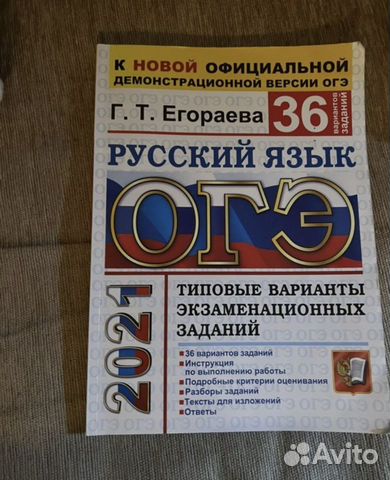 К НОВОЙ ОФИЦИАЛЬНОЙ
ДЕМОНСТРАЦИОННОЙ ВЕРСИИ ОГЭ
Г. Т. Егораева
36
вариантов
заданий
РУССКИЙ ЯЗЫК
ОГЭ
2021
ТИПОВЫЕ ВАРИАНТЫ
ЭКЗАМЕНАЦИОННЫХ
ЗАДАНИЙ
36 вариантов заданий
Инструкция
по выполнению работы
Подробные критерии оценивания
Разборы заданий
Тексты для изложений
Ответы
Avito